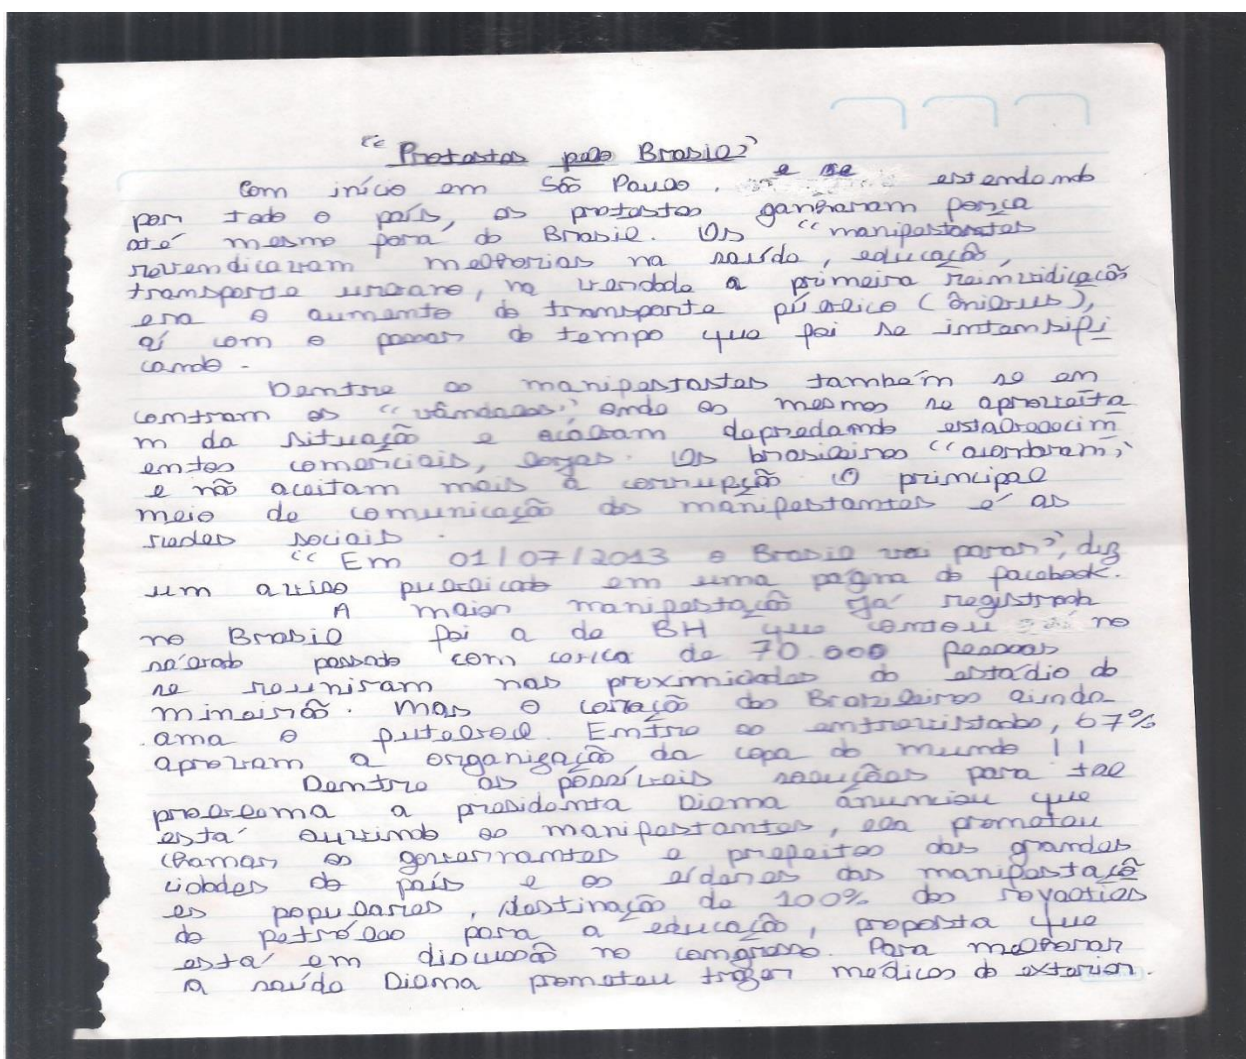 "Protestos pelo Brasil"
Com início em São Paulo, e se estendendo
por todo o país, os protestos ganharam força
até mesmo fora do Brasil. Os "manifestantes
revendicavam melhorias na saúde, educação,
transporte urbano, na verdade a primeira reinvidicação
era o aumento do transporte público (ônibus),
aí com o passar do tempo que foi se intensifi
cando.
Dentre os manifestastes também se en
contram os "vândalos" onde os mesmos se aproveita
m da situação e acabam depredando estabelecim
entos comerciais, lojas. Os brasileiros "acordaram"
e não aceitam mais a corrupção. O principal
meio de comunicação dos manifestantes é as
redes sociais.
"Em 01/07/2013 o Brasil vai parar", diz
um aviso publicado em uma página do facebook.
A maior manifestação já registrada
no Brasil foi a de BH que contou no
sábado passado com cerca de 70.000 pessoas
se reuniram nas proximidades do estádio do
mineirão. Mas o coração dos Brasileiros ainda
ama o futebol. Entre os entrevistados, 67%
aprovam a organização da copa do mundo !!
Dentre as possíveis soluções para tal
problema a presidenta Dilma anunciou que
está ouvindo os manifestantes, ela prometeu
chamar os governantes e prefeitos das grandes
cidades do país e os líderes das manifestaçõ
es populares, destinação de 100% dos royalties
do petróleo para a educação, proposta que
está em discussão no congresso. Para melhorar
a saúde Dilma prometeu trazer médicos do exterior.